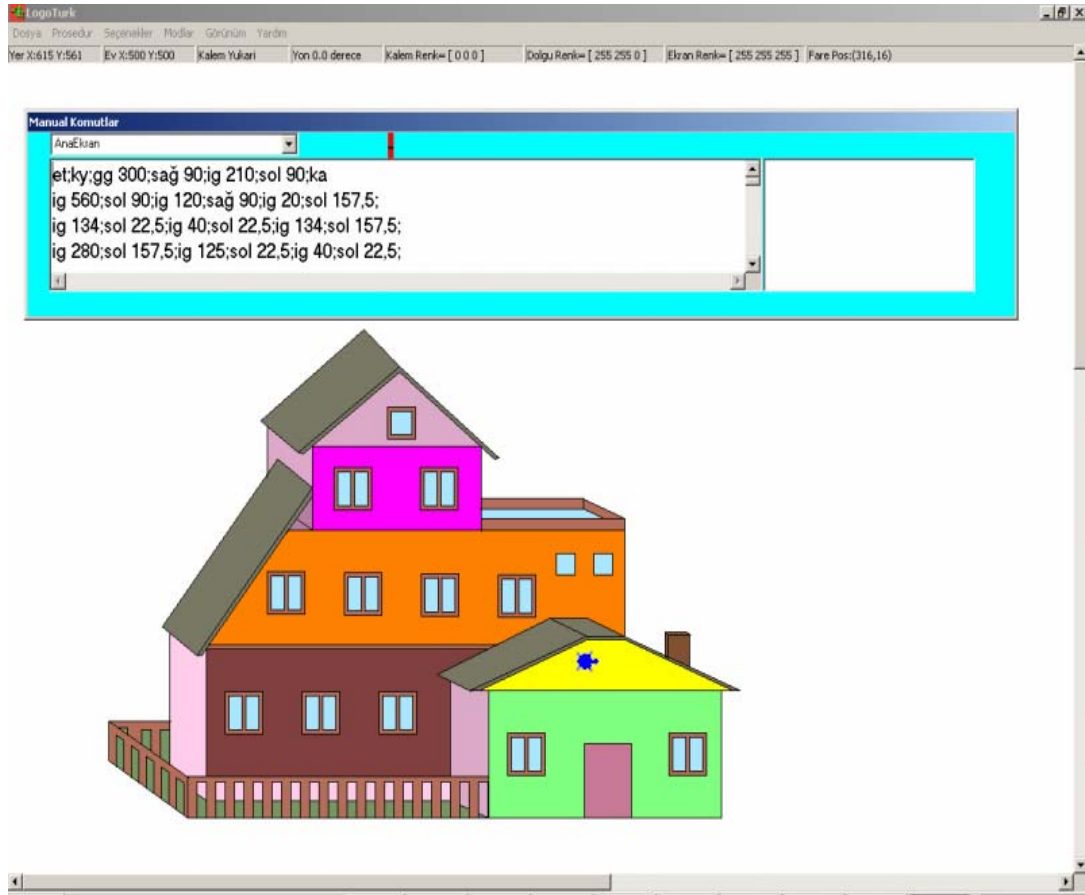 LogoTurk
Dosya Prosedur Seçenekler Modlar Görünüm Yardım
Yer X:615 Y:561 Ev X:500 Y:500 Kalem Yukari Yon 0.0 derece Kalem Renk= [ 0 0 0 ] Dolgu Renk= [ 255 255 0 ] Ekran Renk= [ 255 255 255 ] Fare Pos:(316,16)
Manual Komutlar
AnaEkran
et;ky;gg 300;sağ 90;ig 210;sol 90;ka
ig 560;sol 90;ig 120;sağ 90;ig 20;sol 157,5;
ig 134;sol 22,5;ig 40;sol 22,5;ig 134;sol 157,5;
ig 280;sol 157,5;ig 125;sol 22,5;ig 40;sol 22,5;